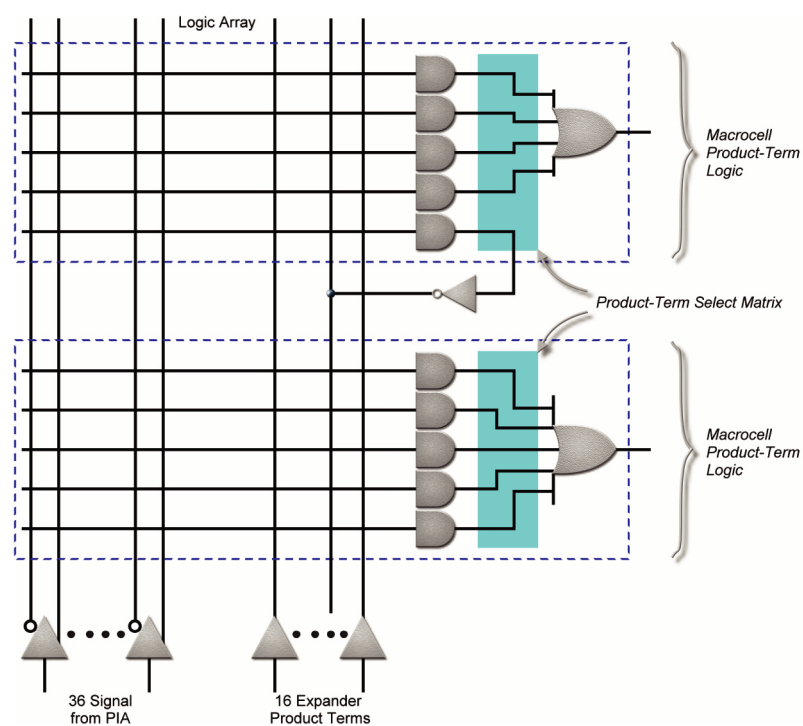 Logic Array
Macrocell
Product-Term
Logic
Product-Term Select Matrix
Macrocell
Product-Term
Logic
36 Signal
from PIA
16 Expander
Product Terms